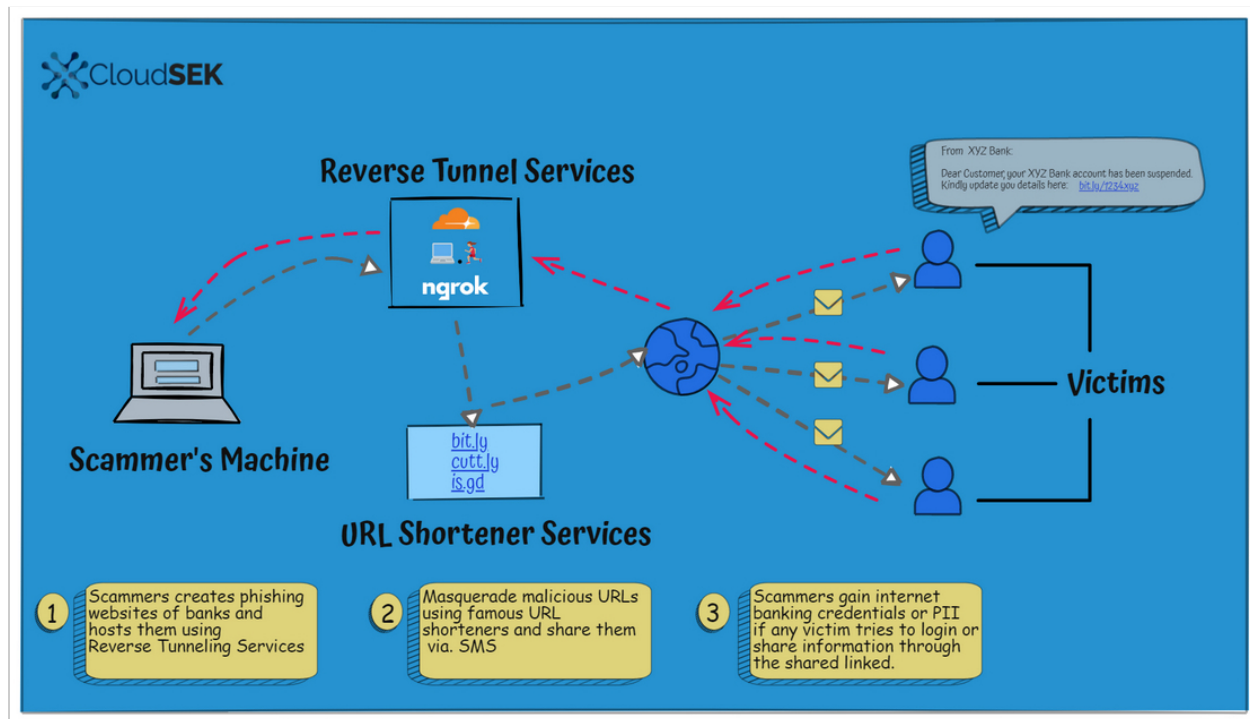 CloudSEK
Reverse Tunnel Services
ngrok
From XYZ Bank:
Dear Customer, your XYZ Bank account has been suspended.
Kindly update you details here: bit.ly/1234xyz
Scammer's Machine
bit.ly
cutt.ly
is.gd
URL Shortener Services
Victims
1
Scammers creates phishing
websites of banks and
hosts them using
Reverse Tunneling Services
2
Masquerade malicious URLs
using famous URL
shorteners and share them
via. SMS
3
Scammers gain internet
banking credentials or PII
if any victim tries to login or
share information through
the shared linked.